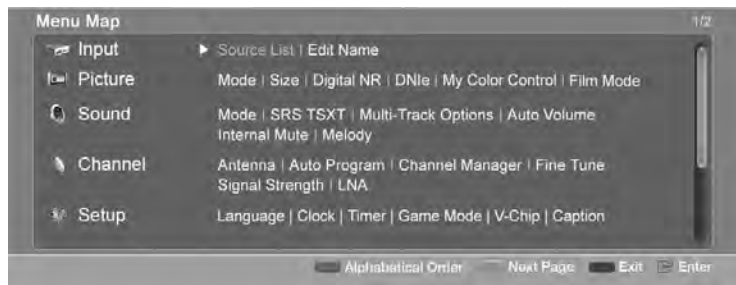 Menu Map 1/2
Input Source List | Edit Name
Picture Mode | Size | Digital NR | DNIe | My Color Control | Film Mode
Sound Mode | SRS TSXT | Multi-Track Options | Auto Volume
Internal Mute | Melody
Channel Antenna | Auto Program | Channel Manager | Fine Tune
Signal Strength | LNA
Setup Language | Clock | Timer | Game Mode | V-Chip | Caption
Alphabatical Order Next Page Exit Enter